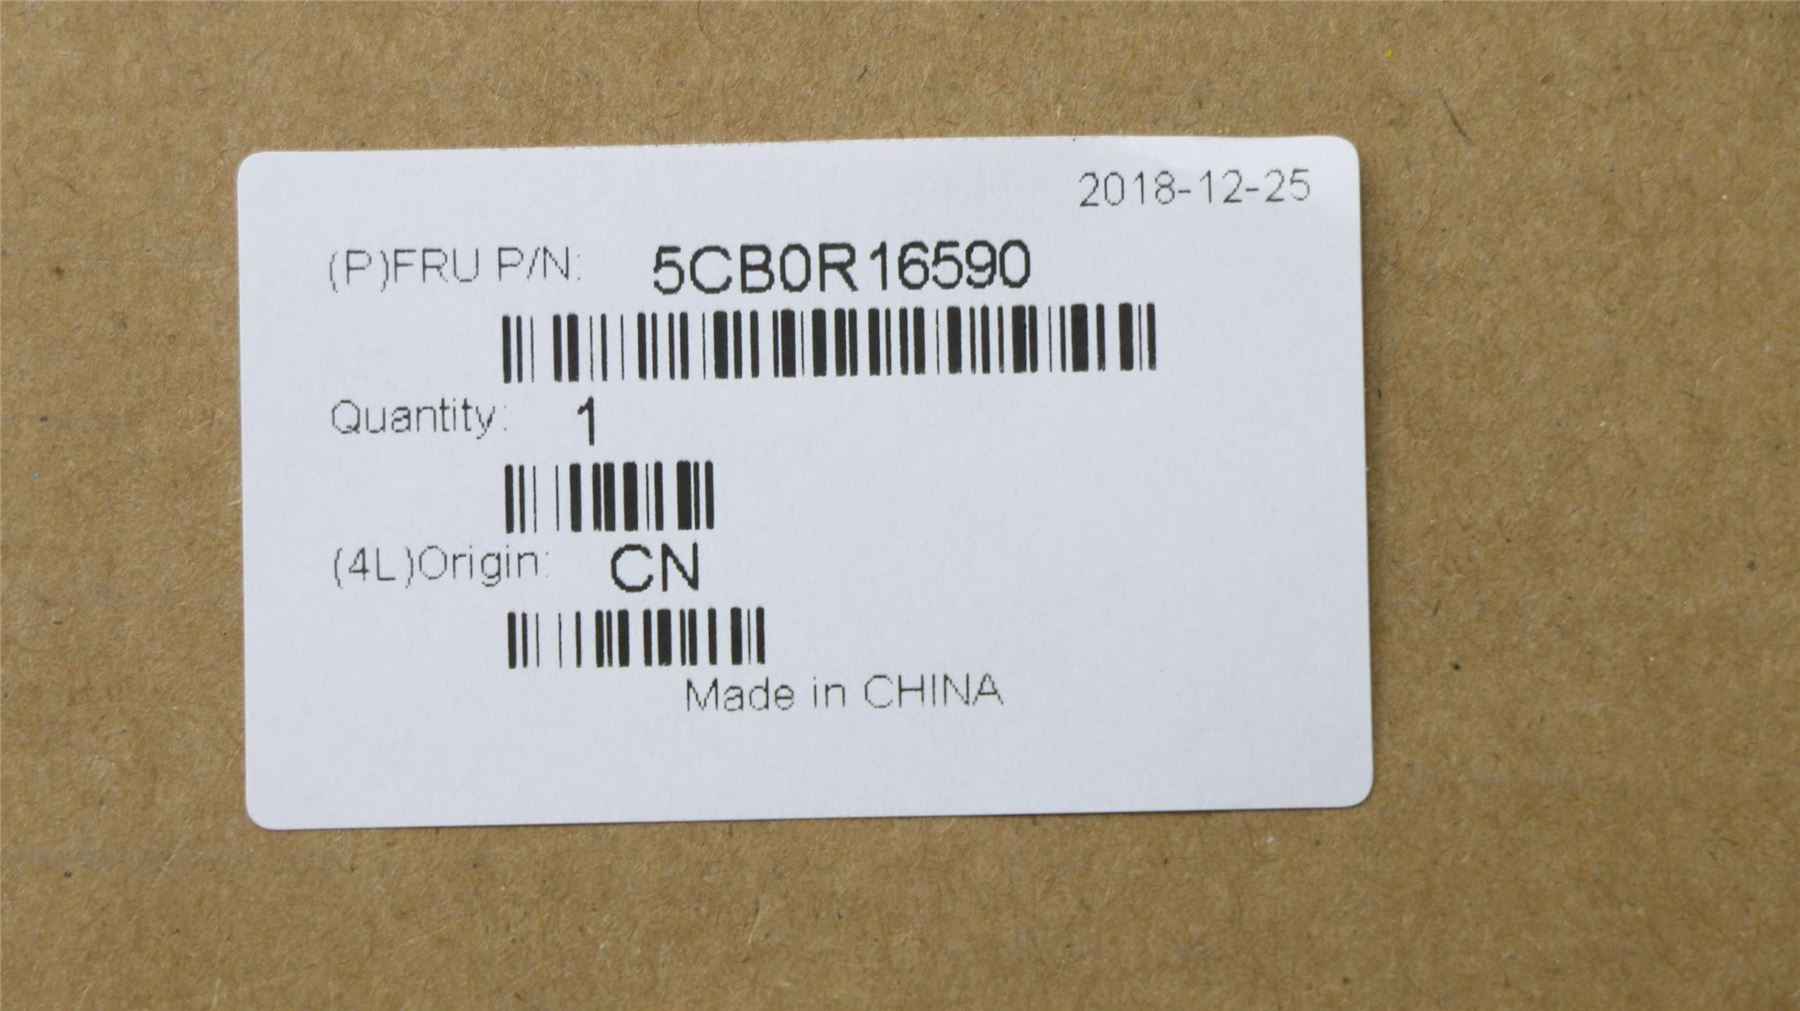 2018-12-25
(P)FRU P/N: 5CB0R16590
Quantity: 1
(4L)Origin: CN
Made in CHINA